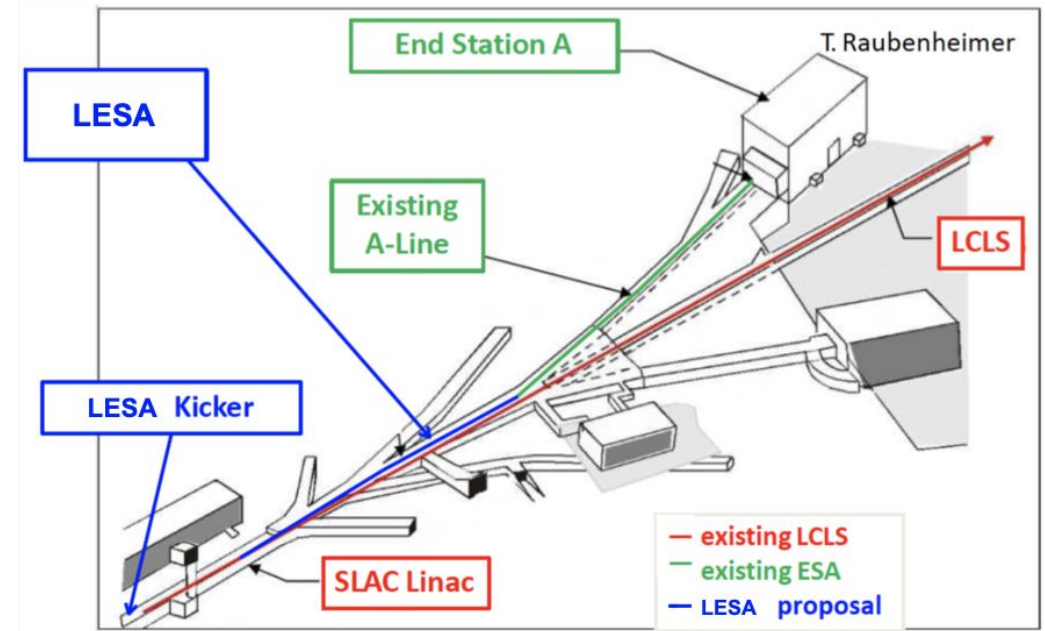 End Station A
T. Raubenheimer
LESA
Existing
A-Line
LCLS
LESA Kicker
SLAC Linac
existing LCLS
existing ESA
LESA proposal